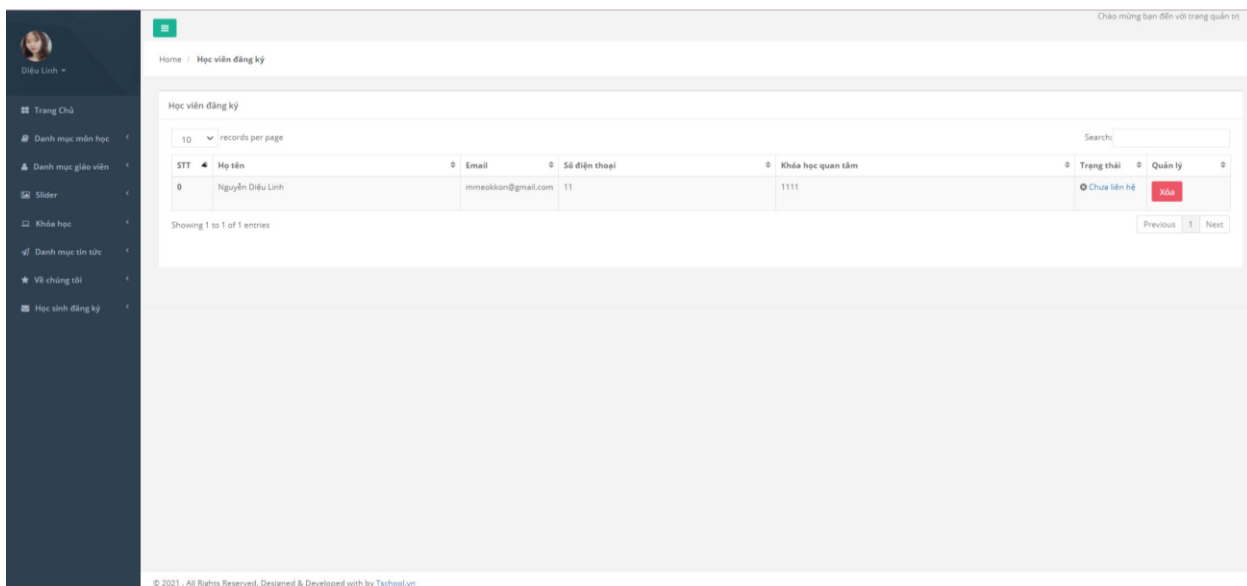 Chào mừng bạn đến với trang quản trị
Diệu Linh
Home / Học viên đăng ký
Trang Chủ
Danh mục môn học
Danh mục giáo viên
Slider
Khóa học
Danh mục tin tức
Về chúng tôi
Học sinh đăng ký
Học viên đăng ký
10 records per page
Search:
STT Họ tên Email Số điện thoại Khóa học quan tâm Trạng thái Quản lý
0 Nguyễn Diệu Linh mmeokkon@gmail.com 11 1111 Chưa liên hệ Xóa
Showing 1 to 1 of 1 entries
Previous 1 Next
© 2021 . All Rights Reserved. Designed & Developed with by Tschool.vn